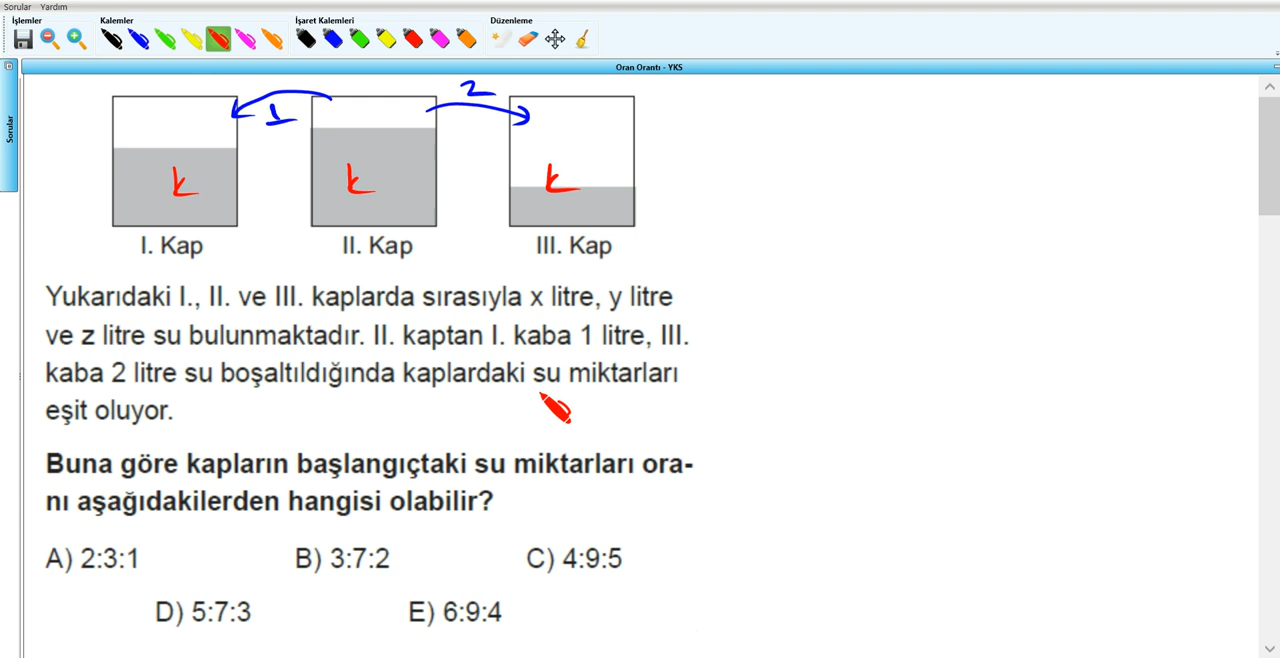 Sorular Yardım
İşlemler Kalemler İşaret Kalemleri Düzenleme
Oran Orantı - YKS
Sorular
1 2
k k k
I. Kap II. Kap III. Kap
Yukarıdaki I., II. ve III. kaplarda sırasıyla x litre, y litre
ve z litre su bulunmaktadır. II. kaptan I. kaba 1 litre, III.
kaba 2 litre su boşaltıldığında kaplardaki su miktarları
eşit oluyor.
Buna göre kapların başlangıçtaki su miktarları ora-
nı aşağıdakilerden hangisi olabilir?
A) 2:3:1 B) 3:7:2 C) 4:9:5
D) 5:7:3 E) 6:9:4